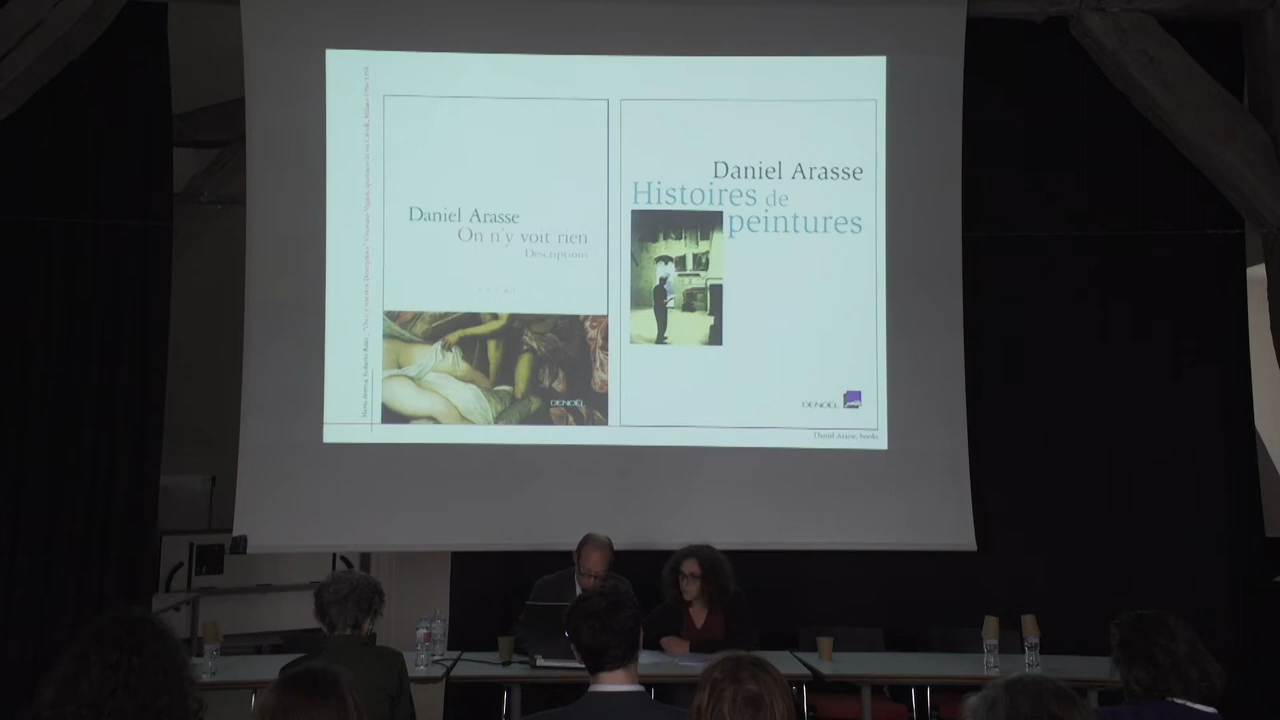 Daniel Arasse
On n'y voit rien
Descriptions
DENOËL
Daniel Arasse
Histoires de
peintures
DENOËL
Daniel Arasse, books